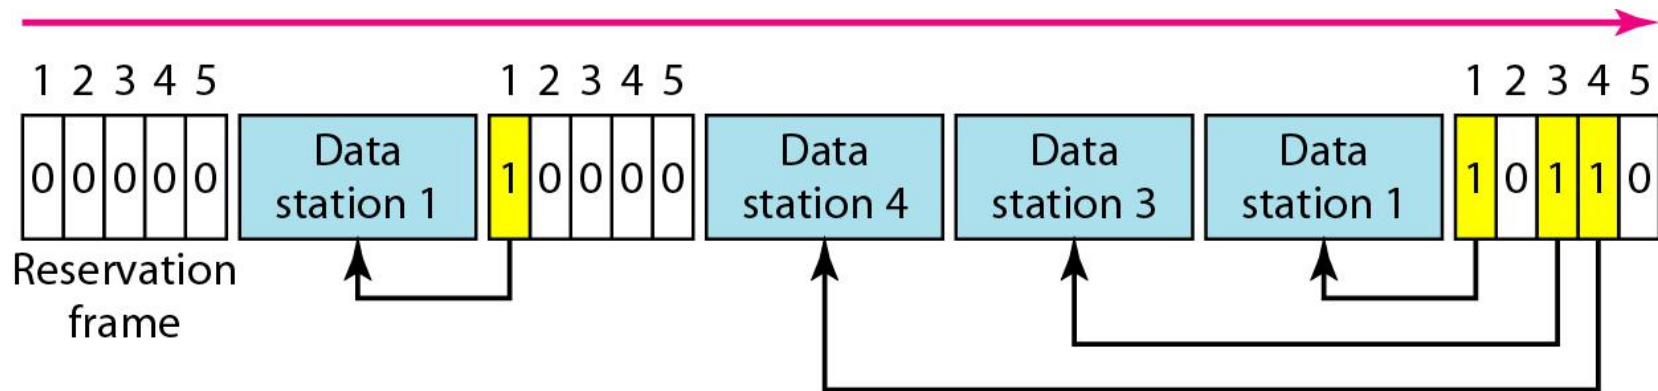 1 2 3 4 5 1 2 3 4 5 1 2 3 4 5
0 0 0 0 0
Data
station 1
1 0 0 0 0
Data
station 4
Data
station 3
Data
station 1
1 0 1 1 0
Reservation
frame